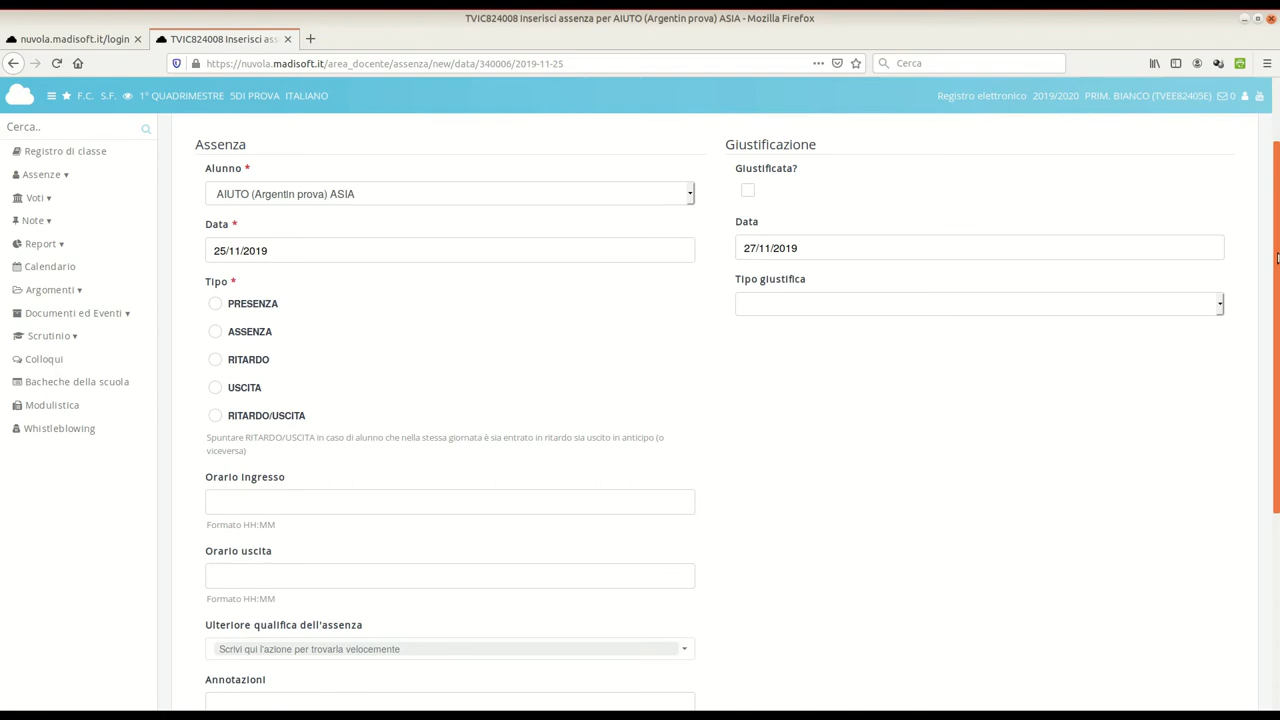 TVIC824008 Inserisci assenza per AIUTO (Argentin prova) ASIA - Mozilla Firefox
nuvola.madisoft.it/login
TVIC824008 Inserisci ass
https://nuvola.madisoft.it/area_docente/assenza/new/data/340006/2019-11-25
Cerca
F.C. S.F. 1° QUADRIMESTRE 5DI PROVA ITALIANO
Registro elettronico 2019/2020 PRIM. BIANCO (TVEE82405E) 0
Cerca..
Registro di classe
Assenze
Voti
Note
Report
Calendario
Argomenti
Documenti ed Eventi
Scrutinio
Colloqui
Bacheche della scuola
Modulistica
Whistleblowing
Assenza
Alunno *
AIUTO (Argentin prova) ASIA
Data *
25/11/2019
Tipo *
PRESENZA
ASSENZA
RITARDO
USCITA
RITARDO/USCITA
Spuntare RITARDO/USCITA in caso di alunno che nella stessa giornata è sia entrato in ritardo sia uscito in anticipo (o
viceversa)
Orario ingresso
Formato HH:MM
Orario uscita
Formato HH:MM
Ulteriore qualifica dell'assenza
Scrivi qui l'azione per trovarla velocemente
Annotazioni
Giustificazione
Giustificata?
Data
27/11/2019
Tipo giustifica